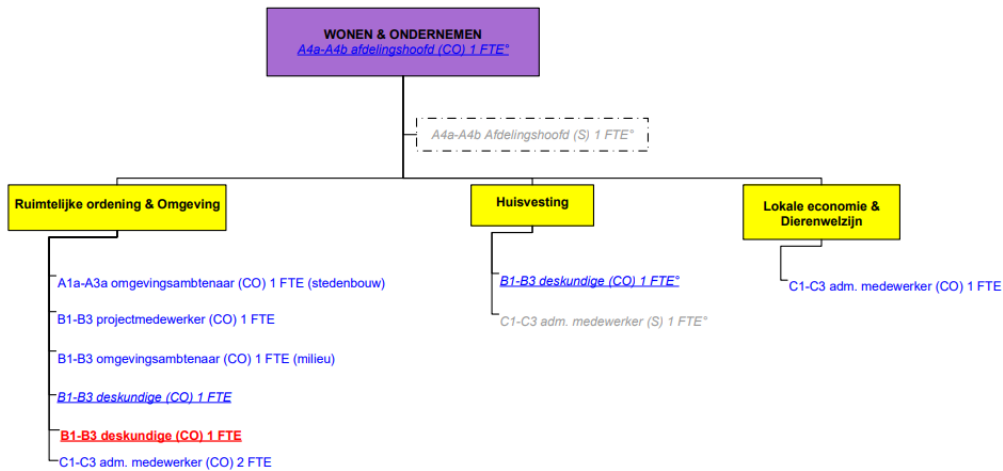 WONEN & ONDERNEMEN
A4a-A4b afdelingshoofd (CO) 1 FTE°
A4a-A4b Afdelingshoofd (S) 1 FTE°
Ruimtelijke ordening & Omgeving
A1a-A3a omgevingsambtenaar (CO) 1 FTE (stedenbouw)
B1-B3 projectmedewerker (CO) 1 FTE
B1-B3 omgevingsambtenaar (CO) 1 FTE (milieu)
B1-B3 deskundige (CO) 1 FTE
B1-B3 deskundige (CO) 1 FTE
C1-C3 adm. medewerker (CO) 2 FTE
Huisvesting
B1-B3 deskundige (CO) 1 FTE°
C1-C3 adm. medewerker (S) 1 FTE°
Lokale economie &
Dierenwelzijn
C1-C3 adm. medewerker (CO) 1 FTE